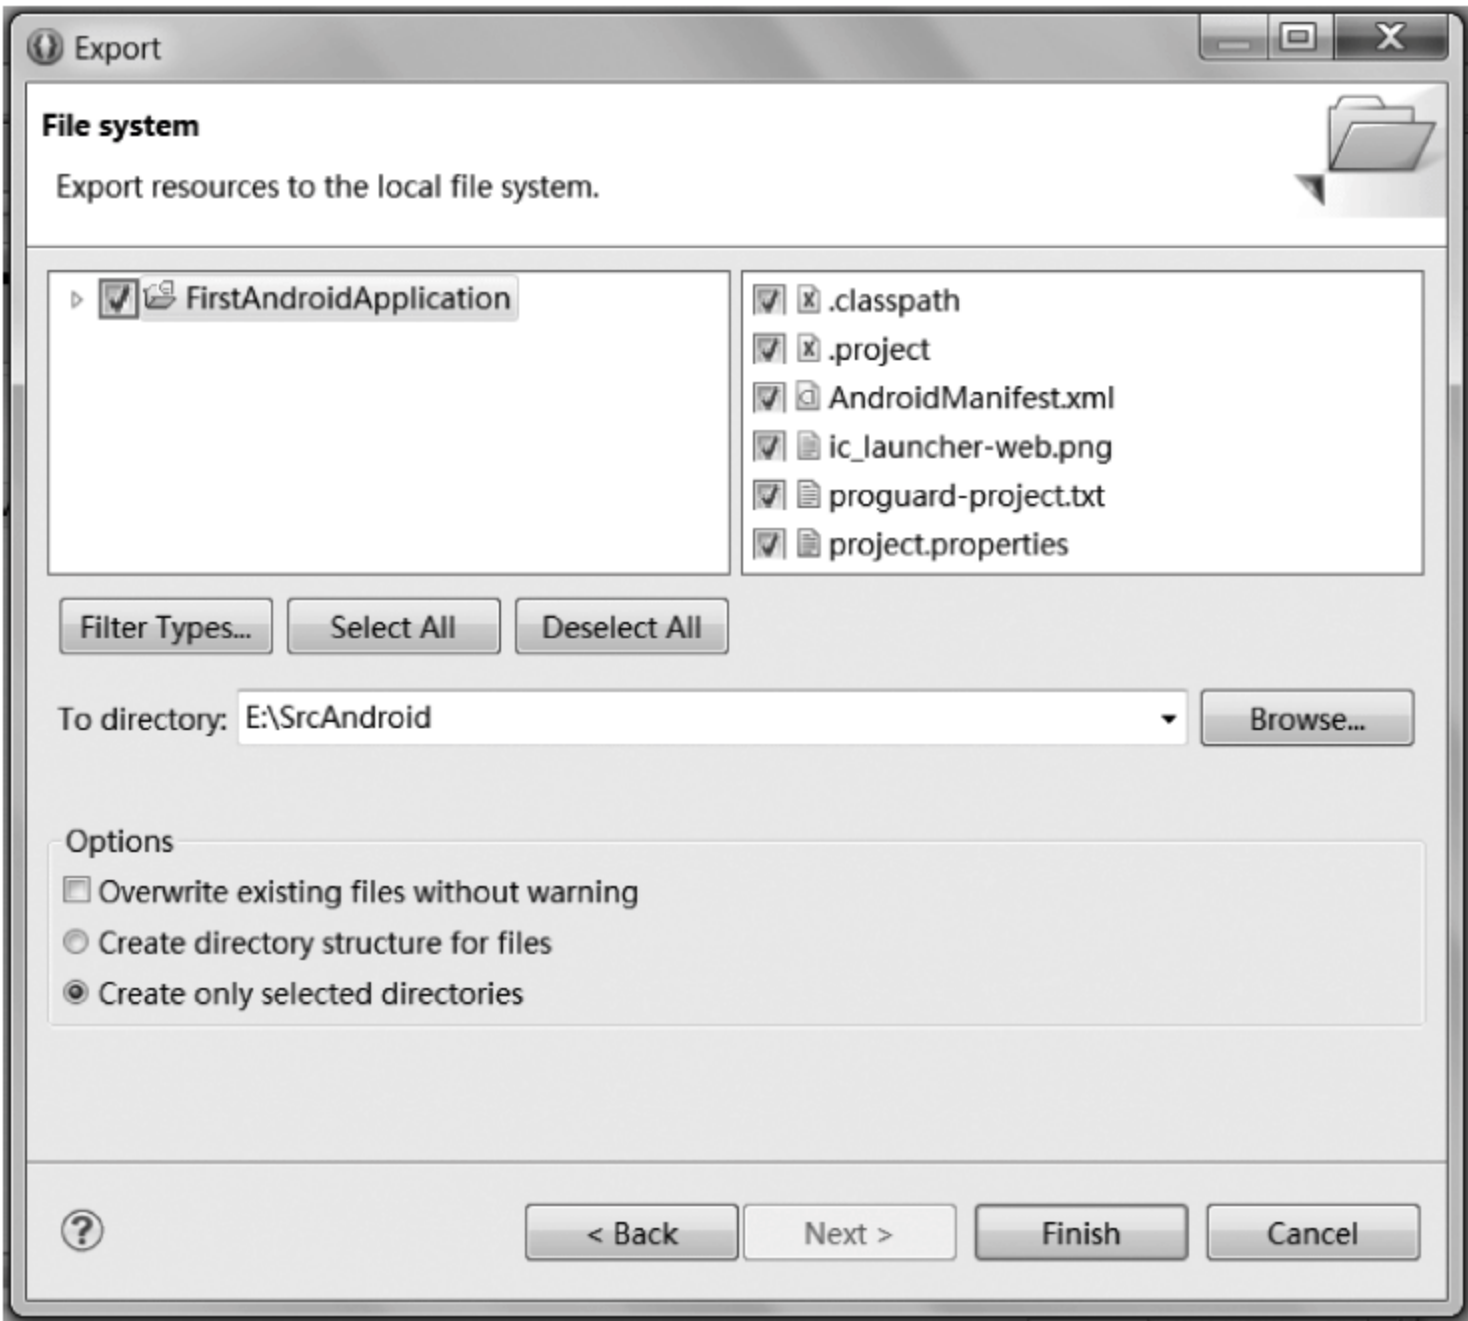 Export
File system
Export resources to the local file system.
FirstAndroidApplication
.classpath
.project
AndroidManifest.xml
ic_launcher-web.png
proguard-project.txt
project.properties
Filter Types...
Select All
Deselect All
To directory:
E:\SrcAndroid
Browse...
Options
Overwrite existing files without warning
Create directory structure for files
Create only selected directories
?
< Back
Next >
Finish
Cancel